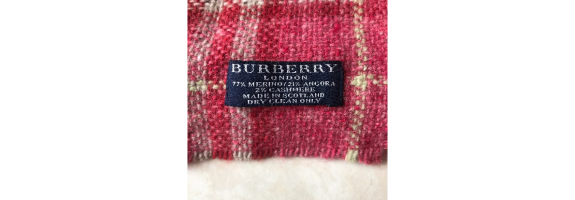 BURBERRY
LONDON
77% MERINO/21% ANGORA
2% CASHMERE
MADE IN SCOTLAND
DRY CLEAN ONLY